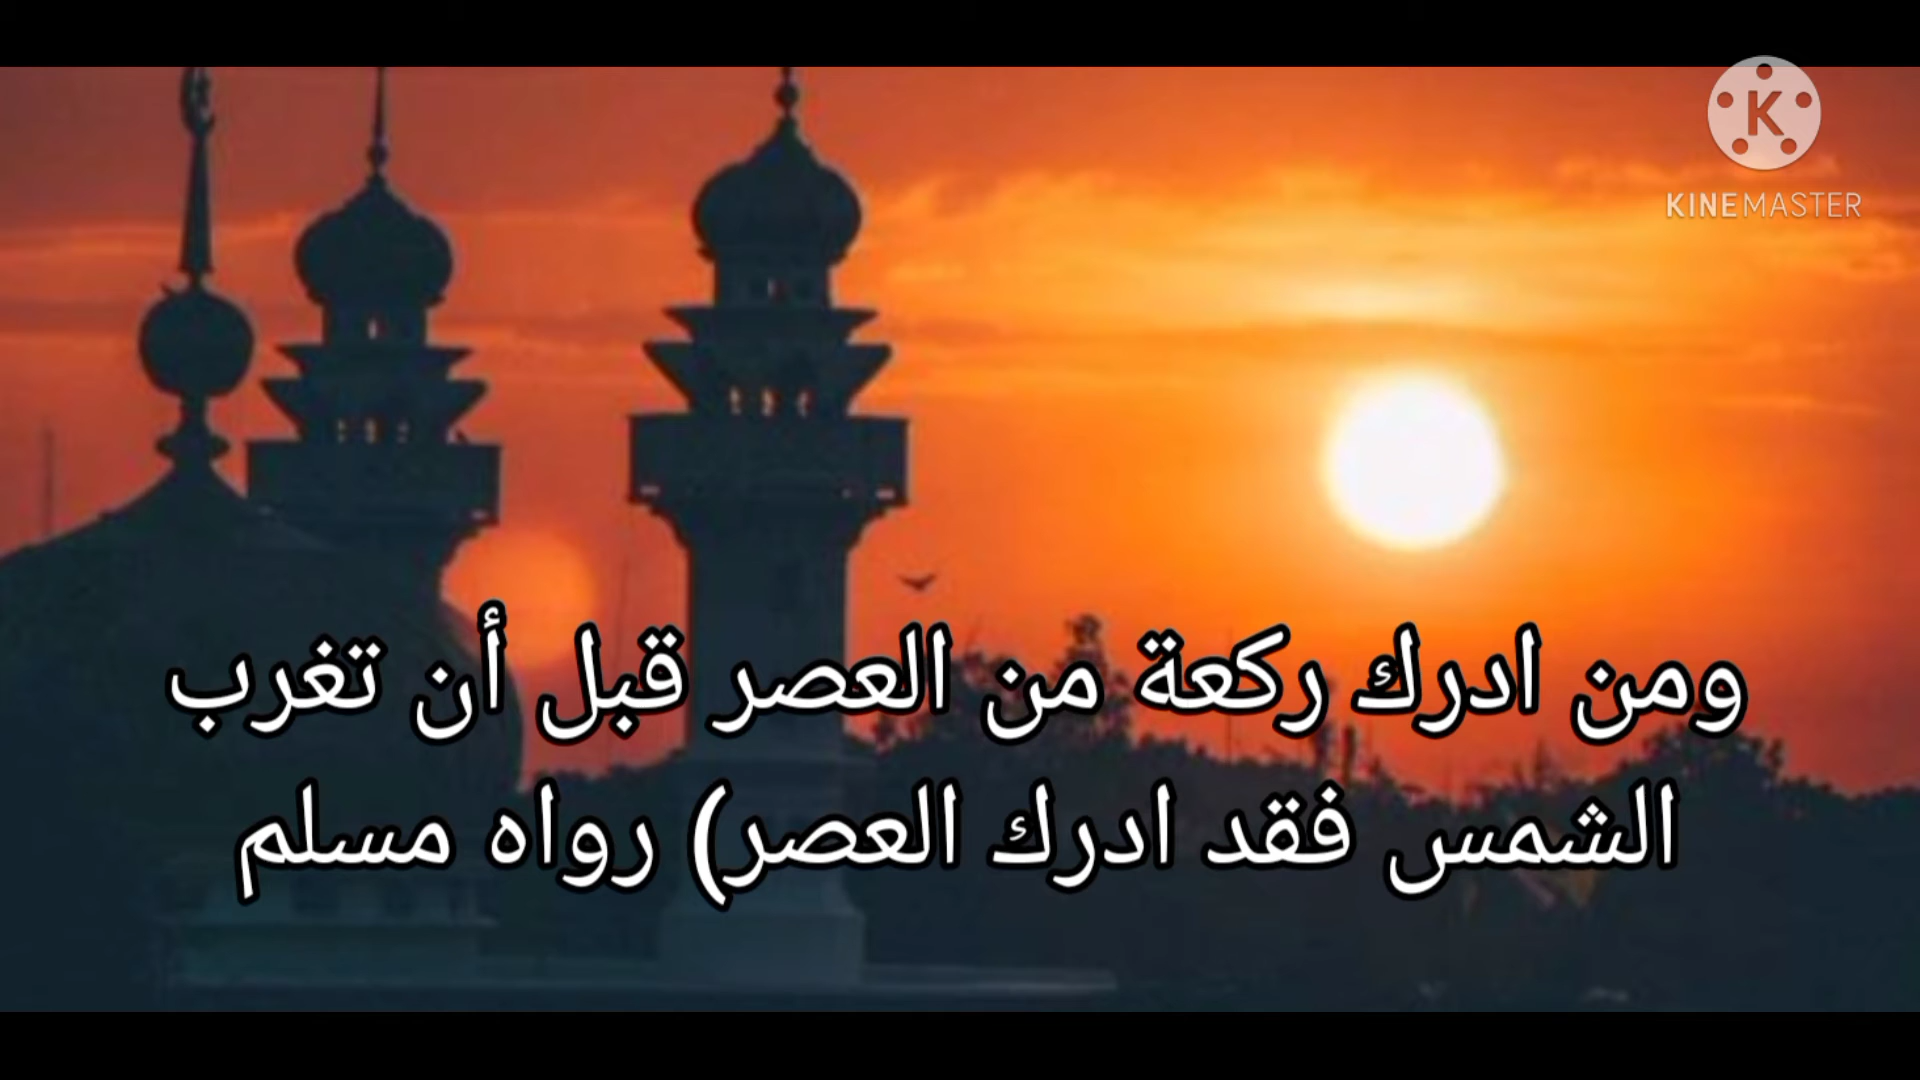 KINEMASTER
ومن ادرك ركعة من العصر قبل أن تغرب
الشمس فقد ادرك العصر) رواه مسلم